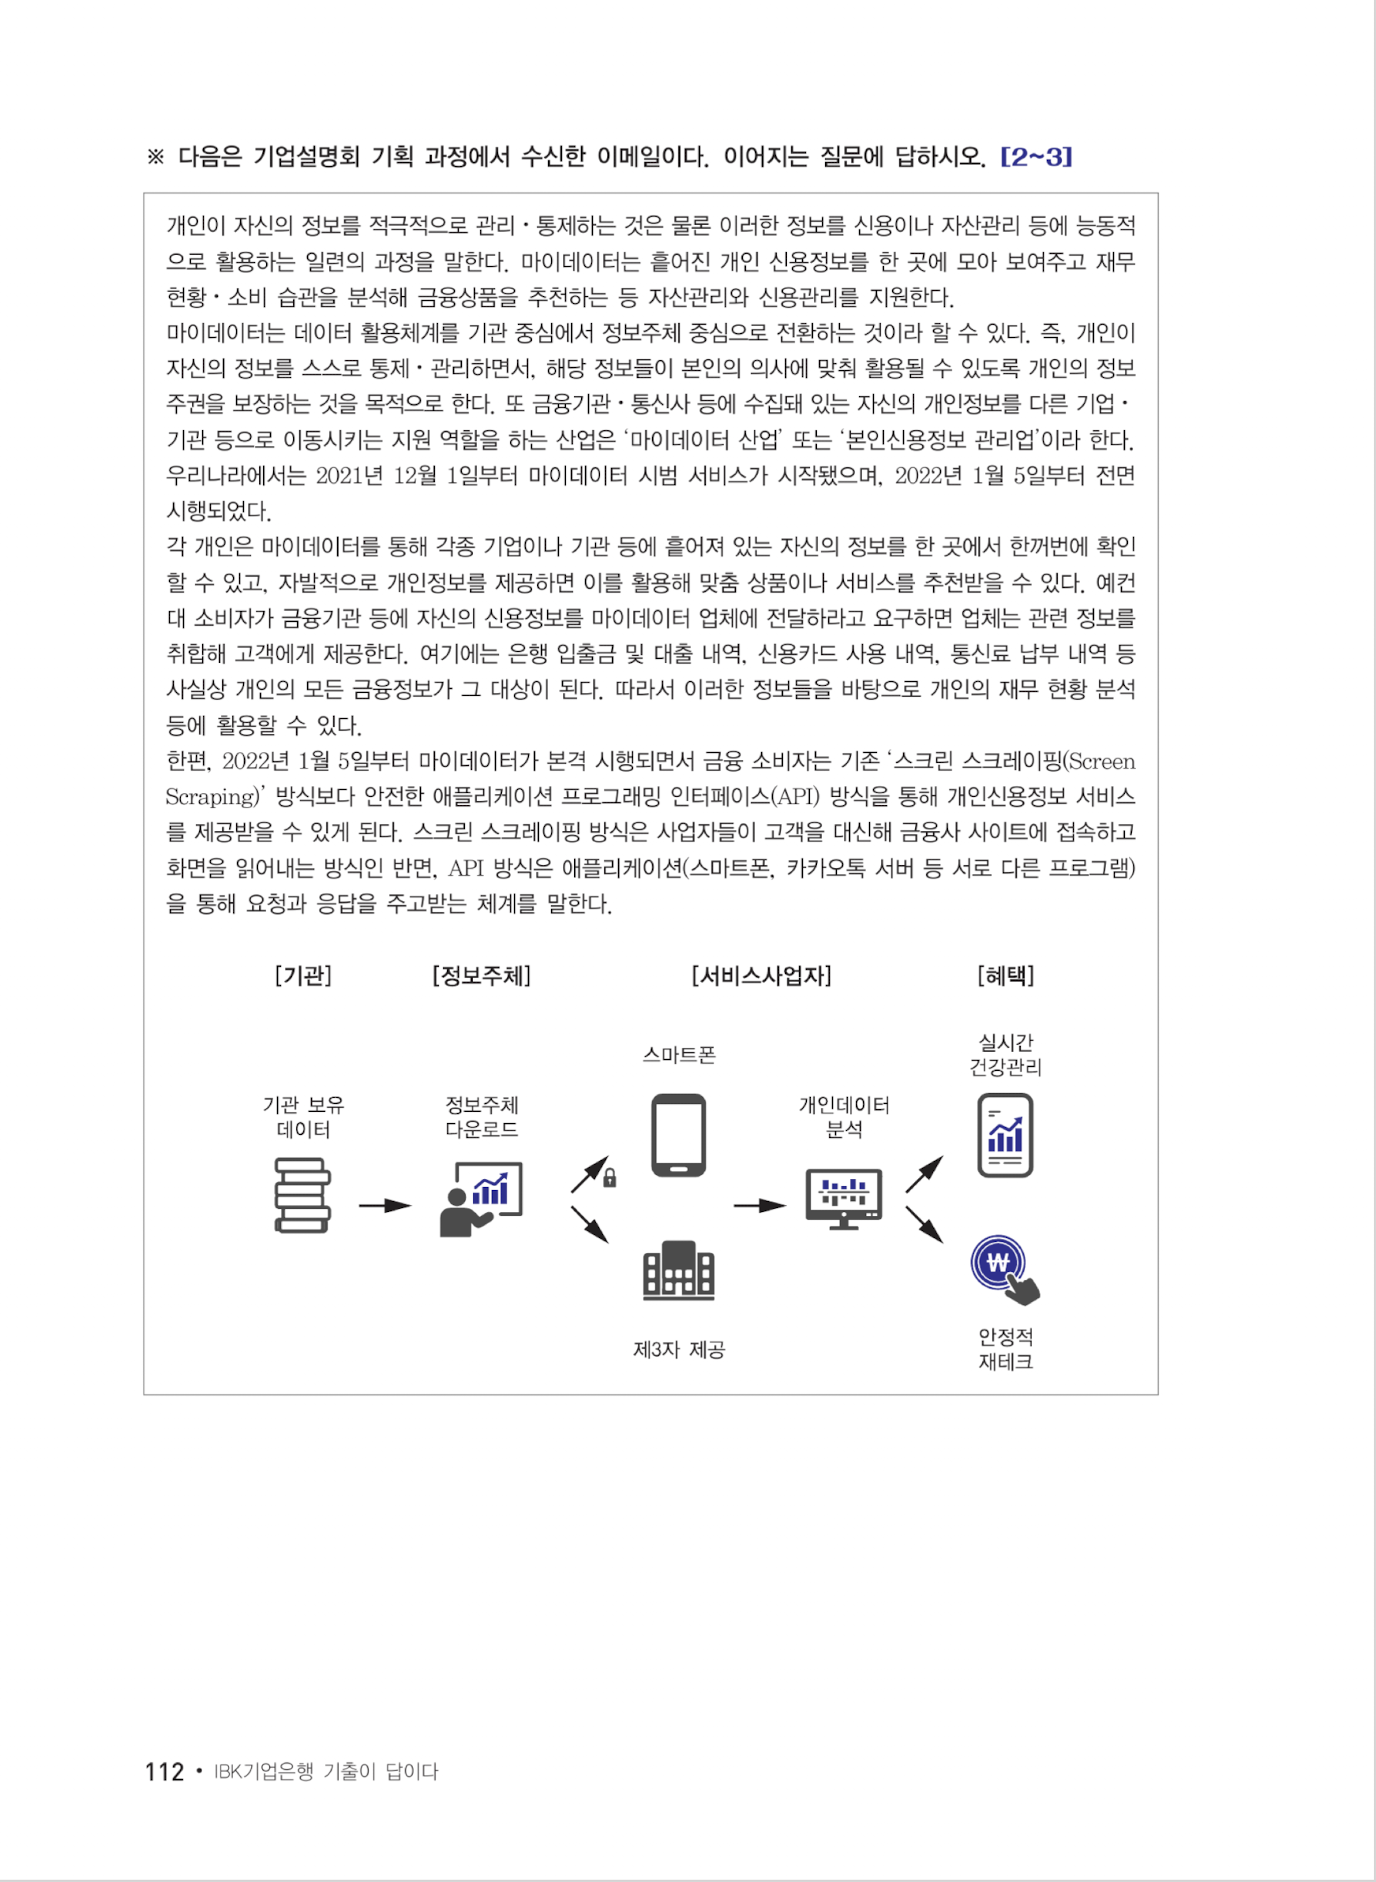 ※ 다음은 기업설명회 기획 과정에서 수신한 이메일이다. 이어지는 질문에 답하시오. [2~3]
개인이 자신의 정보를 적극적으로 관리・통제하는 것은 물론 이러한 정보를 신용이나 자산관리 등에 능동적
으로 활용하는 일련의 과정을 말한다. 마이데이터는 흩어진 개인 신용정보를 한 곳에 모아 보여주고 재무
현황・소비 습관을 분석해 금융상품을 추천하는 등 자산관리와 신용관리를 지원한다.
마이데이터는 데이터 활용체계를 기관 중심에서 정보주체 중심으로 전환하는 것이라 할 수 있다. 즉, 개인이
자신의 정보를 스스로 통제・관리하면서, 해당 정보들이 본인의 의사에 맞춰 활용될 수 있도록 개인의 정보
주권을 보장하는 것을 목적으로 한다. 또 금융기관・통신사 등에 수집돼 있는 자신의 개인정보를 다른 기업・
기관 등으로 이동시키는 지원 역할을 하는 산업은 ‘마이데이터 산업’ 또는 ‘본인신용정보 관리업’이라 한다.
우리나라에서는 2021년 12월 1일부터 마이데이터 시범 서비스가 시작됐으며, 2022년 1월 5일부터 전면
시행되었다.
각 개인은 마이데이터를 통해 각종 기업이나 기관 등에 흩어져 있는 자신의 정보를 한 곳에서 한꺼번에 확인
할 수 있고, 자발적으로 개인정보를 제공하면 이를 활용해 맞춤 상품이나 서비스를 추천받을 수 있다. 예컨
대 소비자가 금융기관 등에 자신의 신용정보를 마이데이터 업체에 전달하라고 요구하면 업체는 관련 정보를
취합해 고객에게 제공한다. 여기에는 은행 입출금 및 대출 내역, 신용카드 사용 내역, 통신료 납부 내역 등
사실상 개인의 모든 금융정보가 그 대상이 된다. 따라서 이러한 정보들을 바탕으로 개인의 재무 현황 분석
등에 활용할 수 있다.
한편, 2022년 1월 5일부터 마이데이터가 본격 시행되면서 금융 소비자는 기존 ‘스크린 스크레이핑(Screen
Scraping)’ 방식보다 안전한 애플리케이션 프로그래밍 인터페이스(API) 방식을 통해 개인신용정보 서비스
를 제공받을 수 있게 된다. 스크린 스크레이핑 방식은 사업자들이 고객을 대신해 금융사 사이트에 접속하고
화면을 읽어내는 방식인 반면, API 방식은 애플리케이션(스마트폰, 카카오톡 서버 등 서로 다른 프로그램)
을 통해 요청과 응답을 주고받는 체계를 말한다.
[기관] [정보주체] [서비스사업자] [혜택]
기관 보유
데이터
정보주체
다운로드
스마트폰
제3자 제공
개인데이터
분석
실시간
건강관리
₩
안정적
재테크
112 • IBK기업은행 기출이 답이다